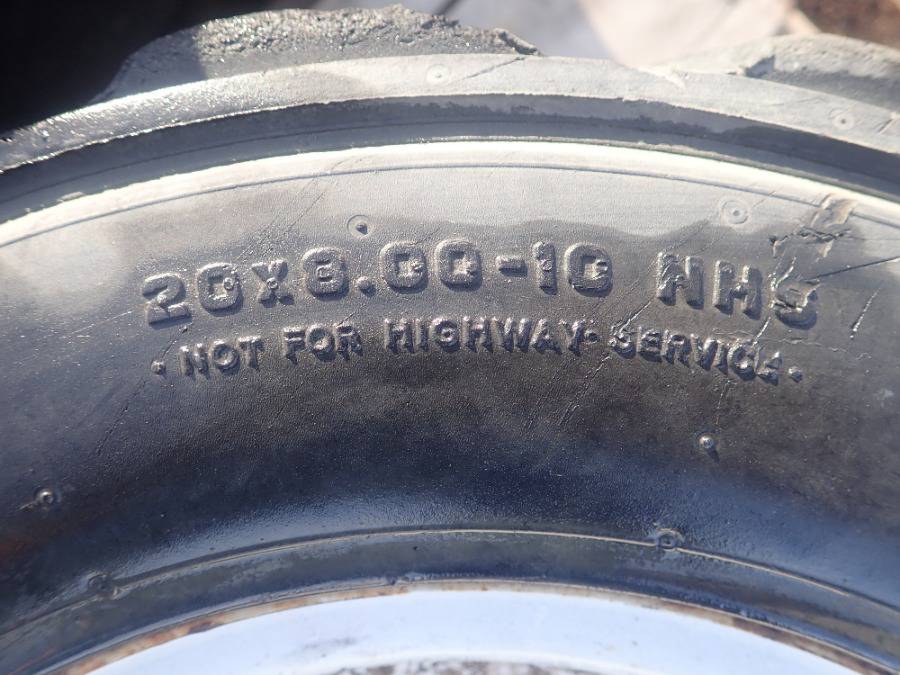 20x8.00-10 NHS
• NOT FOR HIGHWAY SERVICE •